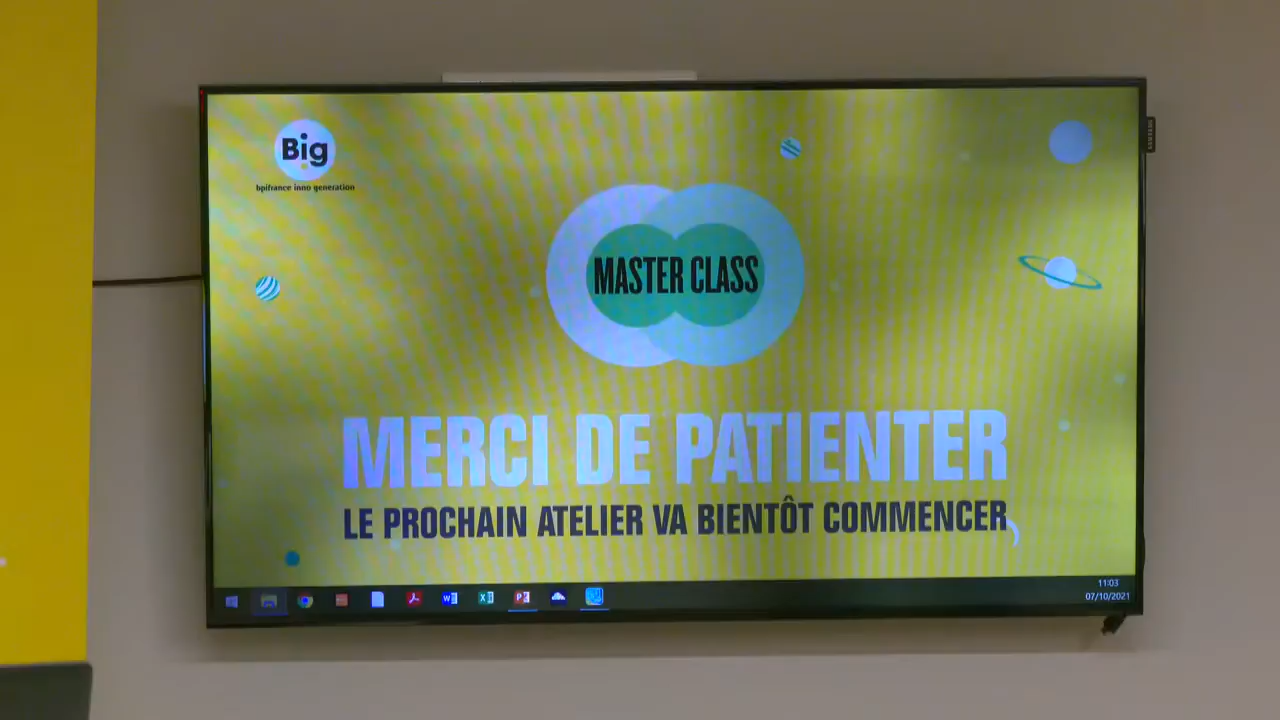 Big
bpifrance inno generation
MASTER CLASS
MERCI DE PATIENTER
LE PROCHAIN ATELIER VA BIENTÔT COMMENCER
11:03
07/10/2021
SAMSUNG